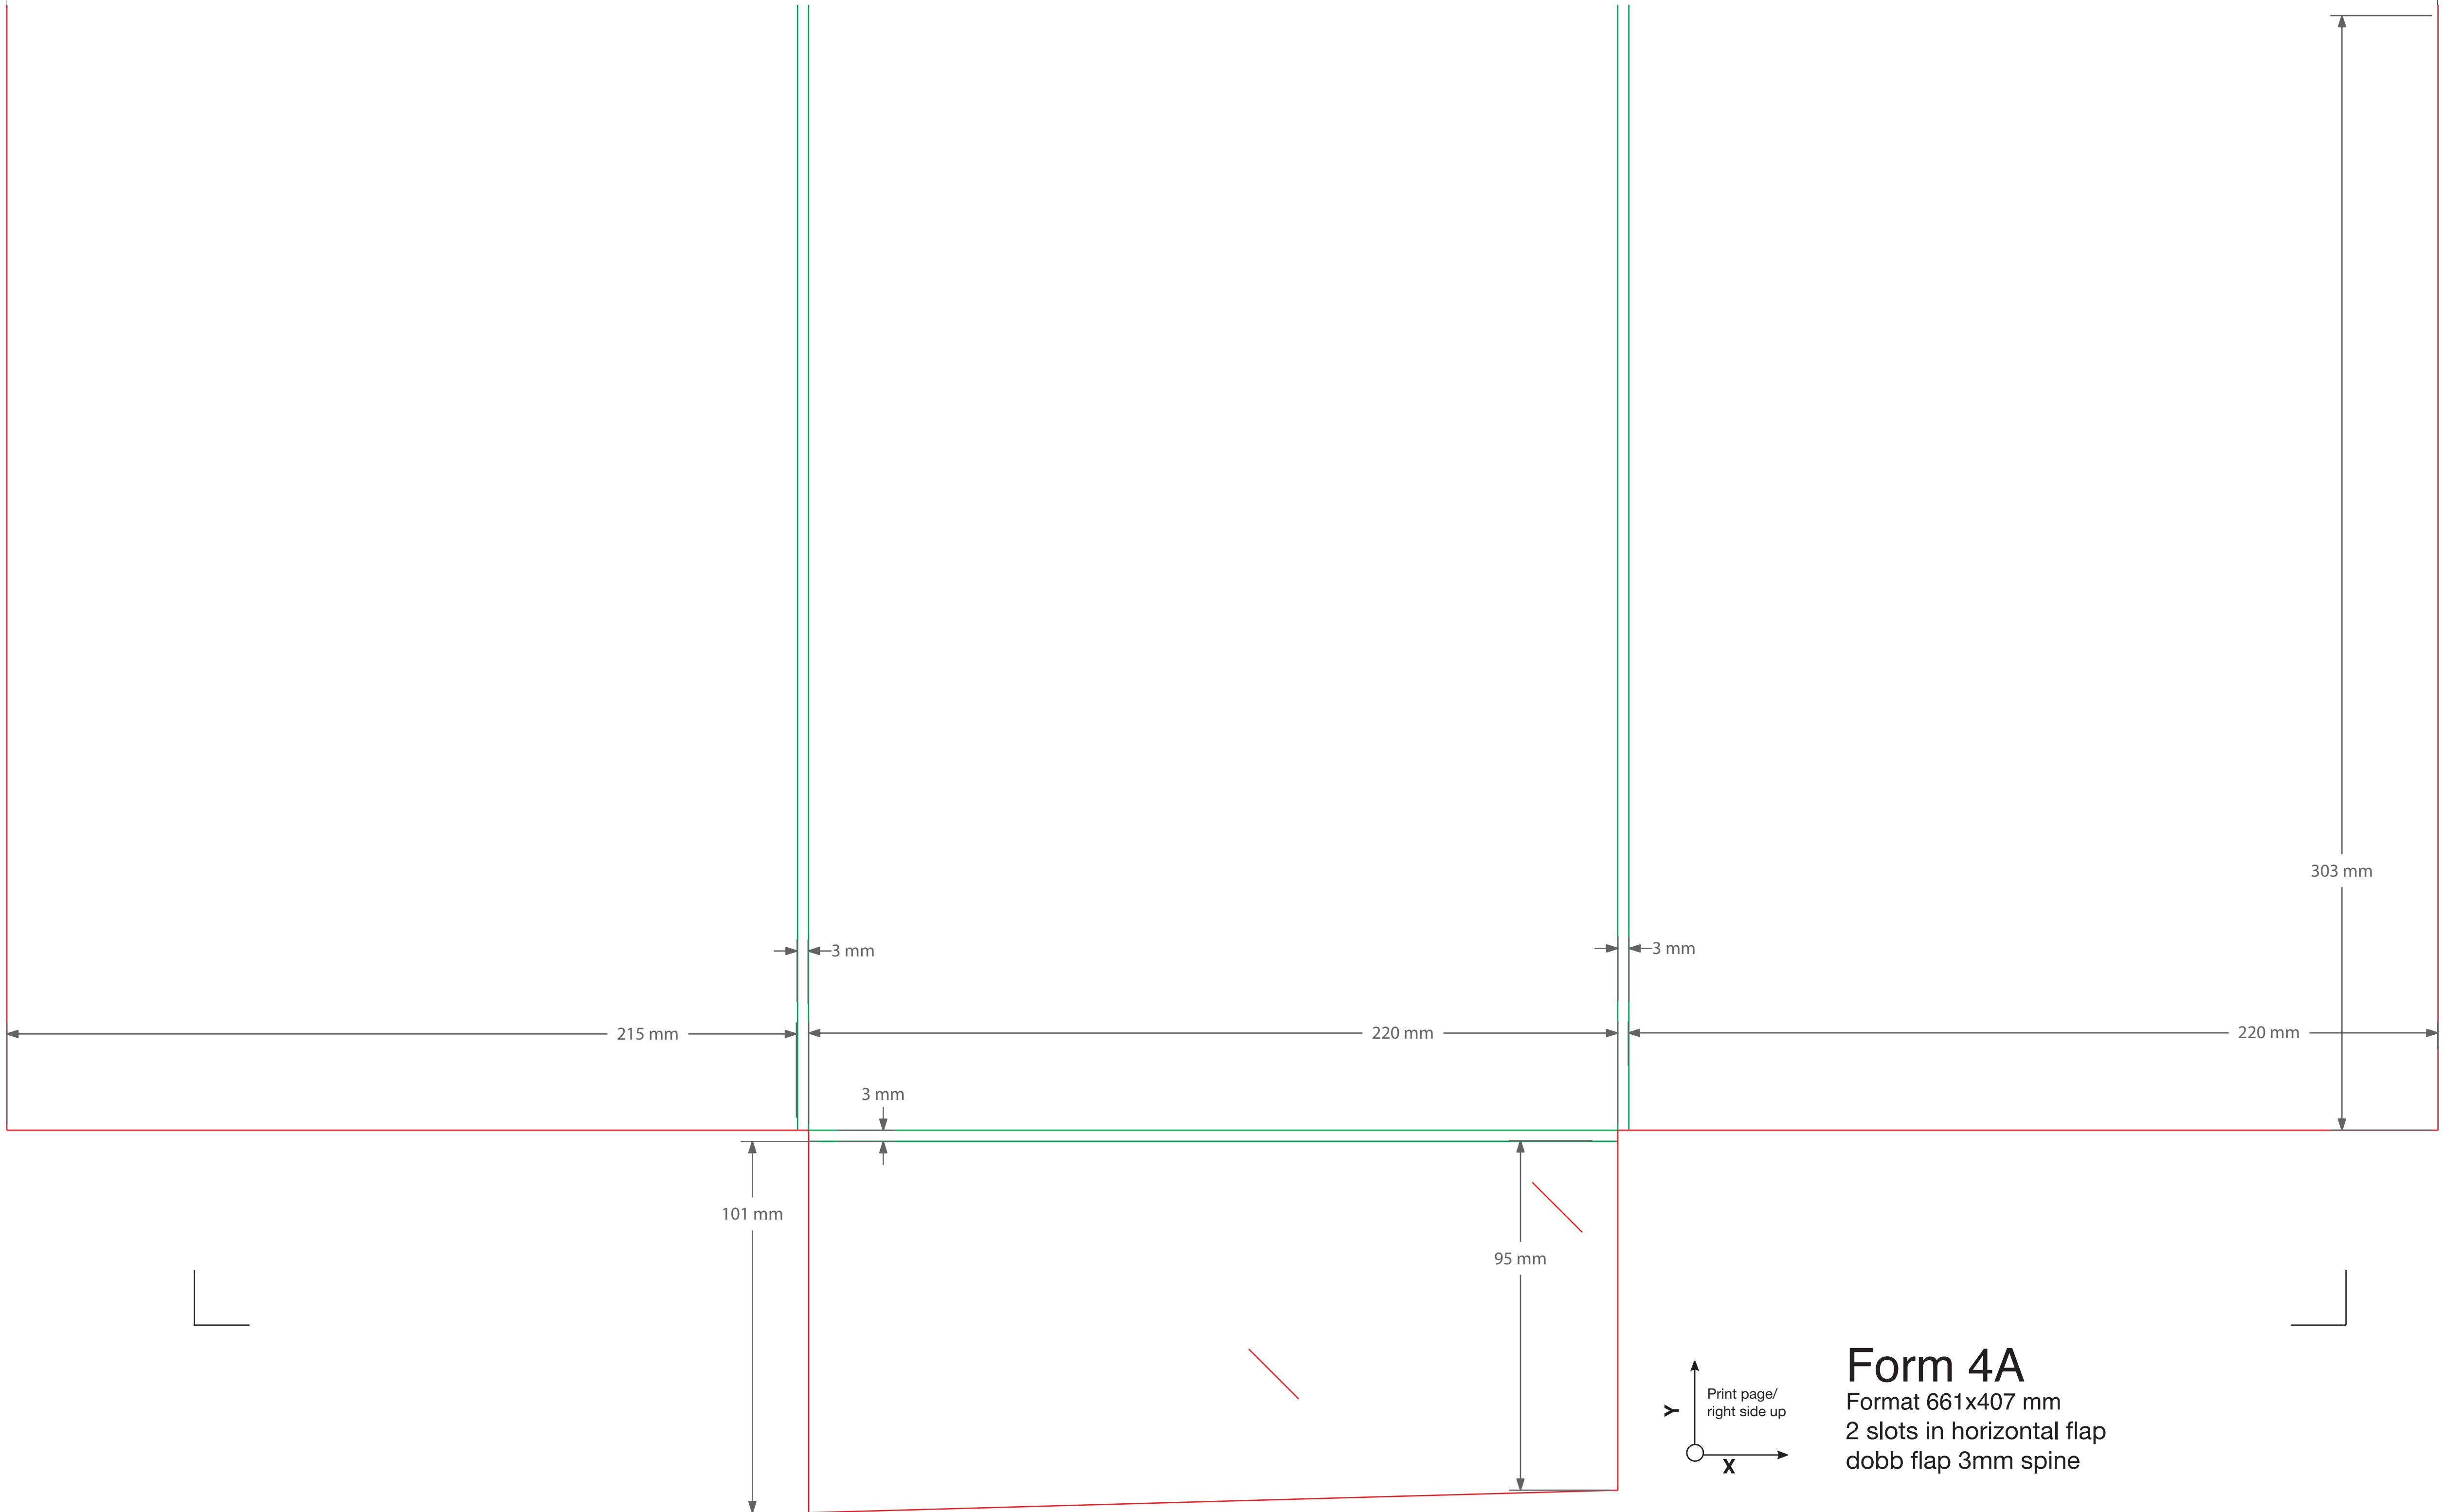 303 mm
3 mm
3 mm
215 mm
220 mm
220 mm
3 mm
101 mm
95 mm
Form 4A
Format 661x407 mm
2 slots in horizontal flap
dobb flap 3mm spine
Print page/
right side up
Y
X